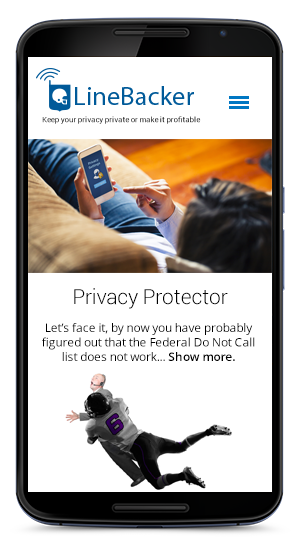 LineBacker
Keep your privacy private or make it profitable
Privacy Protector
Let's face it, by now you have probably
figured out that the Federal Do Not Call
list does not work... Show more.
6